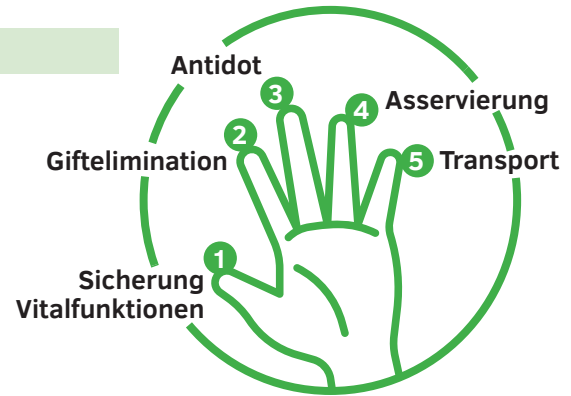 Antidot
3
4
Asservierung
2
Giftelimination
5
Transport
1
Sicherung
Vitalfunktionen